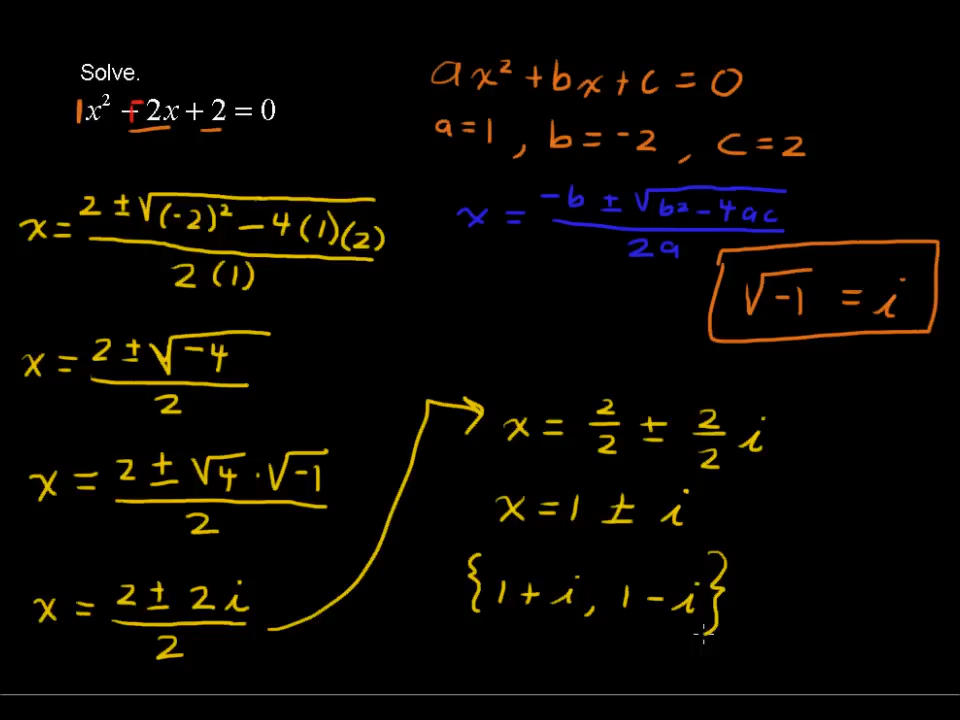 Solve.
1x² - 2x + 2 = 0
x = (2 ± √((-2)² - 4(1)(2))) / 2(1)
x = (2 ± √-4) / 2
x = (2 ± √4 · √-1) / 2
x = (2 ± 2i) / 2
ax² + bx + c = 0
a = 1, b = -2, c = 2
x = (-b ± √(b² - 4ac)) / 2a
√-1 = i
x = 2/2 ± 2/2 i
x = 1 ± i
{1 + i, 1 - i}